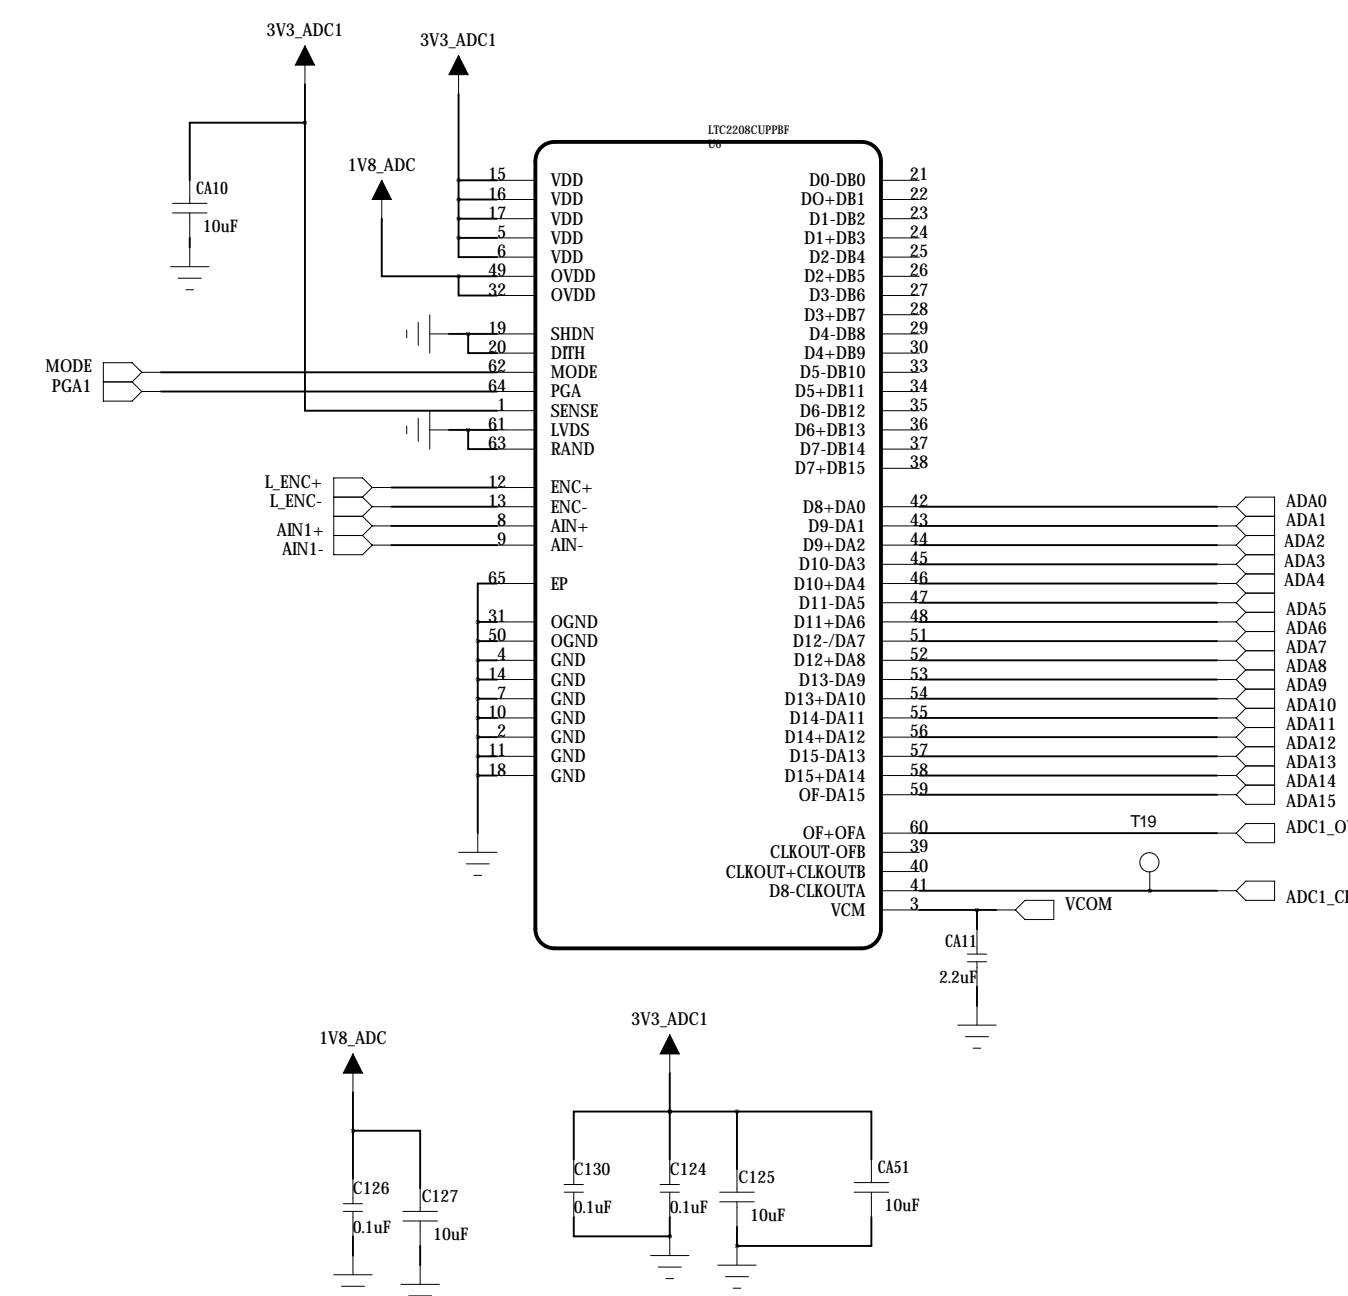 3V3_ADC1
3V3_ADC1
LTC2208CUPPBF
U6
1V8_ADC
CA10
10uF
15 VDD D0-DB0 21
16 VDD DO+DB1 22
17 VDD D1-DB2 23
5 VDD D1+DB3 24
6 VDD D2-DB4 25
49 OVDD D2+DB5 26
32 OVDD D3-DB6 27
D3+DB7 28
19 SHDN D4-DB8 29
20 DITH D4+DB9 30
MODE 62 MODE D5-DB10 33
PGA1 64 PGA D5+DB11 34
1 SENSE D6-DB12 35
61 LVDS D6+DB13 36
63 RAND D7-DB14 37
D7+DB15 38
L_ENC+ 12 ENC+
L_ENC- 13 ENC- D8+DA0 42 ADA0
AIN1+ 8 AIN+ D9-DA1 43 ADA1
AIN1- 9 AIN- D9+DA2 44 ADA2
D10-DA3 45 ADA3
65 EP D10+DA4 46 ADA4
D11-DA5 47 ADA5
31 OGND D11+DA6 48 ADA6
50 OGND D12-/DA7 51 ADA7
4 GND D12+DA8 52 ADA8
14 GND D13-DA9 53 ADA9
7 GND D13+DA10 54 ADA10
10 GND D14-DA11 55 ADA11
2 GND D14+DA12 56 ADA12
11 GND D15-DA13 57 ADA13
18 GND D15+DA14 58 ADA14
OF-DA15 59 ADA15
OF+OFA 60 T19
CLKOUT-OFB 39
CLKOUT+CLKOUTB 40
D8-CLKOUTA 41
VCM 3 VCOM
CA11
2.2uF
1V8_ADC
3V3_ADC1
C126
0.1uF
C127
10uF
C130
0.1uF
C124
0.1uF
C125
10uF
CA51
10uF